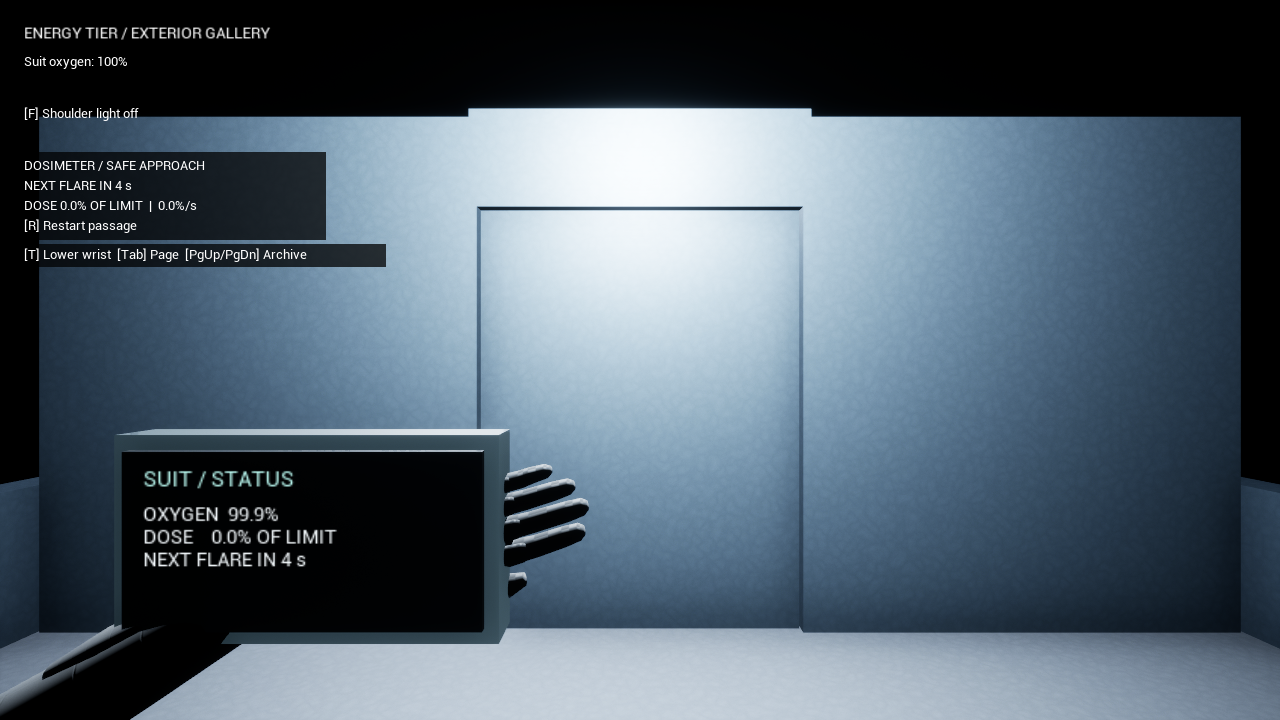 ENERGY TIER / EXTERIOR GALLERY
Suit oxygen: 100%
[F] Shoulder light off
DOSIMETER / SAFE APPROACH
NEXT FLARE IN 4 s
DOSE 0.0% OF LIMIT | 0.0%/s
[R] Restart passage
[T] Lower wrist [Tab] Page [PgUp/PgDn] Archive
SUIT / STATUS
OXYGEN 99.9%
DOSE 0.0% OF LIMIT
NEXT FLARE IN 4 s